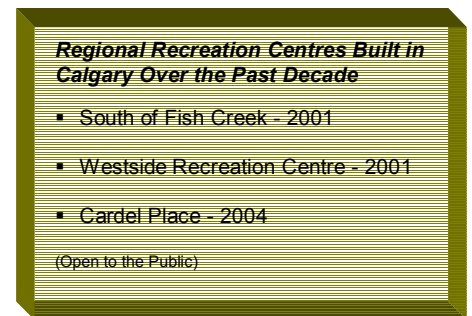 Regional Recreation Centres Built in
Calgary Over the Past Decade
▪ South of Fish Creek - 2001
▪ Westside Recreation Centre - 2001
▪ Cardel Place - 2004
(Open to the Public)